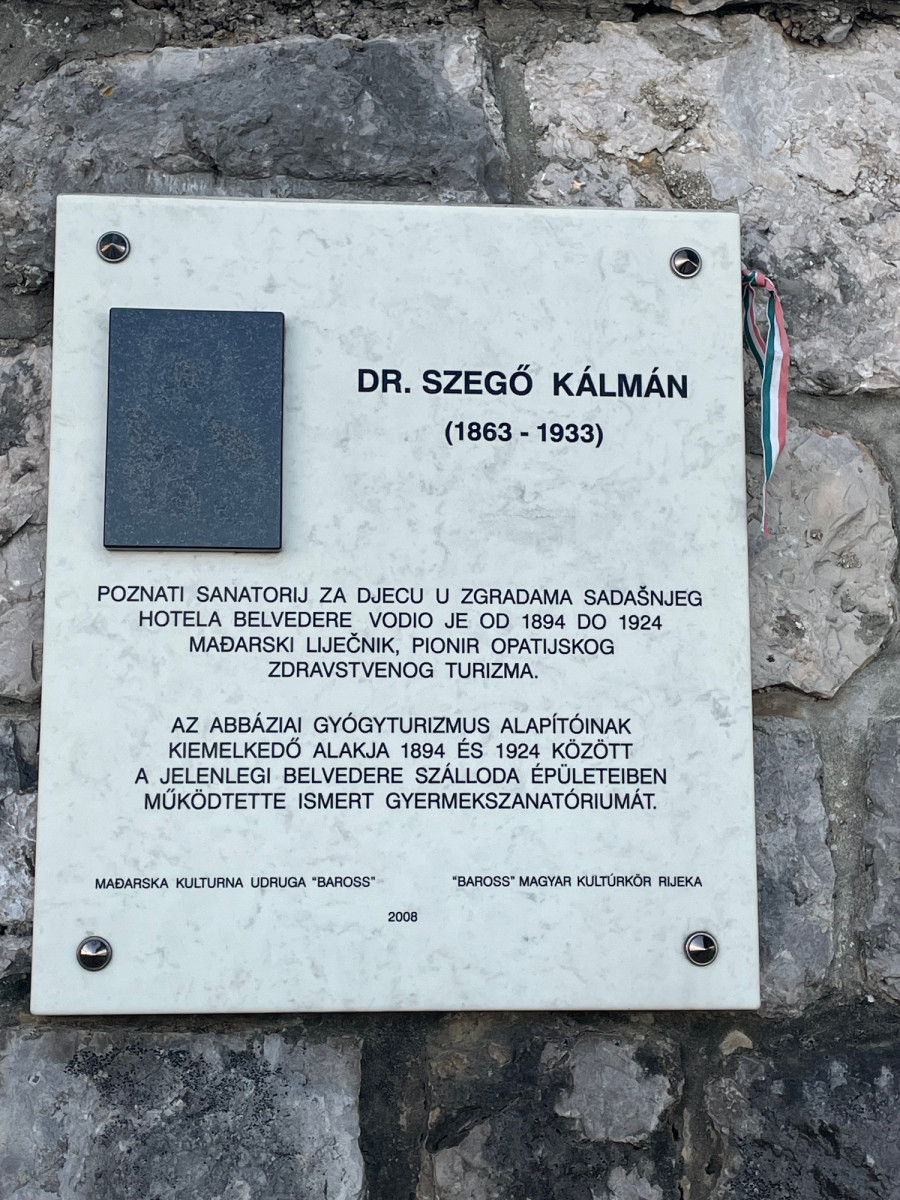 DR. SZEGŐ KÁLMÁN
(1863 - 1933)
POZNATI SANATORIJ ZA DJECU U ZGRADAMA SADAŠNJEG
HOTELA BELVEDERE VODIO JE OD 1894 DO 1924
MAĐARSKI LIJEČNIK, PIONIR OPATIJSKOG
ZDRAVSTVENOG TURIZMA.
AZ ABBÁZIAI GYÓGYTURIZMUS ALAPÍTÓINAK
KIEMELKEDŐ ALAKJA 1894 ÉS 1924 KÖZÖTT
A JELENLEGI BELVEDERE SZÁLLODA ÉPÜLETEIBEN
MŰKÖDTETTE ISMERT GYERMEKSZANATÓRIUMÁT.
MAĐARSKA KULTURNA UDRUGA "BAROSS"
"BAROSS" MAGYAR KULTÚRKÖR RIJEKA
2008